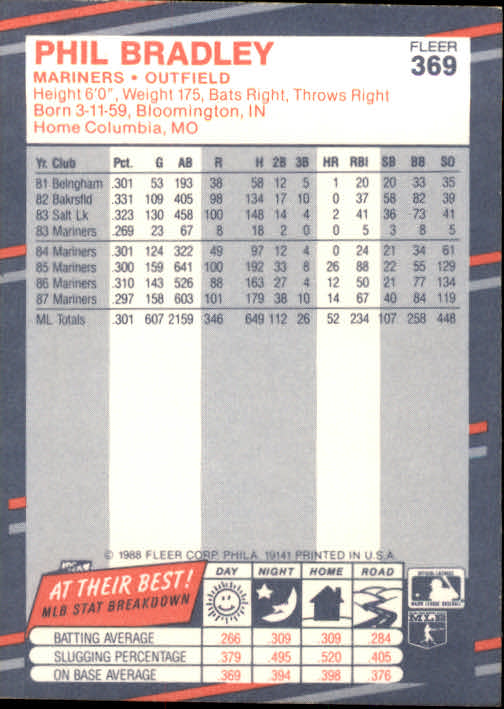 PHIL BRADLEY
FLEER
369
MARINERS • OUTFIELD
Height 6'0", Weight 175, Bats Right, Throws Right
Born 3-11-59, Bloomington, IN
Home Columbia, MO
Yr. Club Pct. G AB R H 2B 3B HR RBI SB BB SO
81 Belngham .301 53 193 38 58 12 5 1 20 20 33 35
82 Bakrsfld .331 109 405 98 134 17 10 0 37 58 82 39
83 Salt Lk .323 130 458 100 148 14 4 2 41 36 73 41
83 Mariners .269 23 67 8 18 2 0 0 5 3 8 5
84 Mariners .301 124 322 49 97 12 4 0 24 21 34 61
85 Mariners .300 159 641 100 192 33 8 26 88 22 55 129
86 Mariners .310 143 526 88 163 27 4 12 50 21 77 134
87 Mariners .297 158 603 101 179 38 10 14 67 40 84 119
ML Totals .301 607 2159 346 649 112 26 52 234 107 258 448
© 1988 FLEER CORP. PHILA. 19141 PRINTED IN U.S.A.
AT THEIR BEST!
MLB STAT BREAKDOWN
DAY NIGHT HOME ROAD
BATTING AVERAGE .266 .309 .309 .284
SLUGGING PERCENTAGE .379 .495 .520 .405
ON BASE AVERAGE .369 .394 .398 .376
MAJOR LEAGUE BASEBALL
MLB